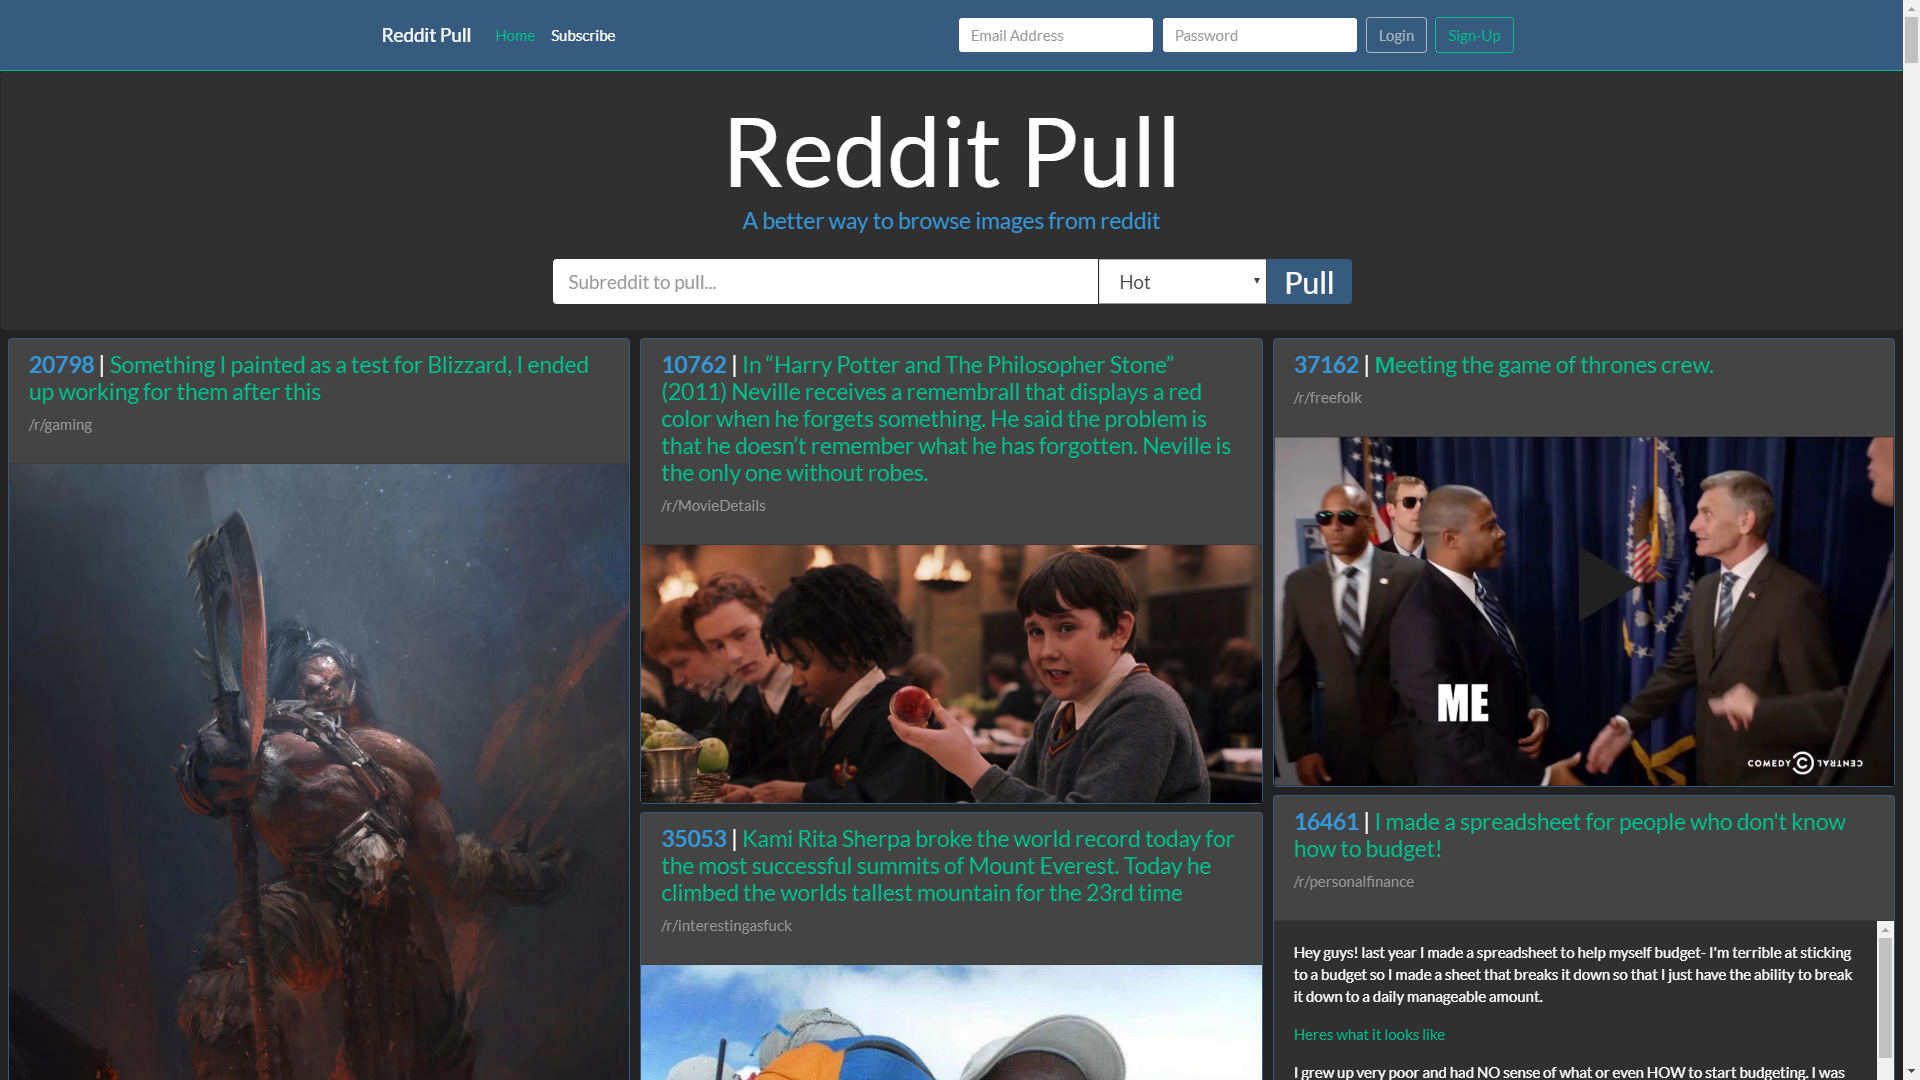 Reddit Pull Home Subscribe Email Address Password Login Sign-Up
Reddit Pull
A better way to browse images from reddit
Subreddit to pull... Hot Pull
20798 | Something I painted as a test for Blizzard, I ended
up working for them after this
/r/gaming
10762 | In “Harry Potter and The Philosopher Stone”
(2011) Neville receives a remembrall that displays a red
color when he forgets something. He said the problem is
that he doesn’t remember what he has forgotten. Neville is
the only one without robes.
/r/MovieDetails
35053 | Kami Rita Sherpa broke the world record today for
the most successful summits of Mount Everest. Today he
climbed the worlds tallest mountain for the 23rd time
/r/interestingasfuck
37162 | Meeting the game of thrones crew.
/r/freefolk
ME
COMEDY CENTRAL
16461 | I made a spreadsheet for people who don't know
how to budget!
/r/personalfinance
Hey guys! last year I made a spreadsheet to help myself budget- I'm terrible at sticking
to a budget so I made a sheet that breaks it down so that I just have the ability to break
it down to a daily manageable amount.
Heres what it looks like
I grew up very poor and had NO sense of what or even HOW to start budgeting. I was